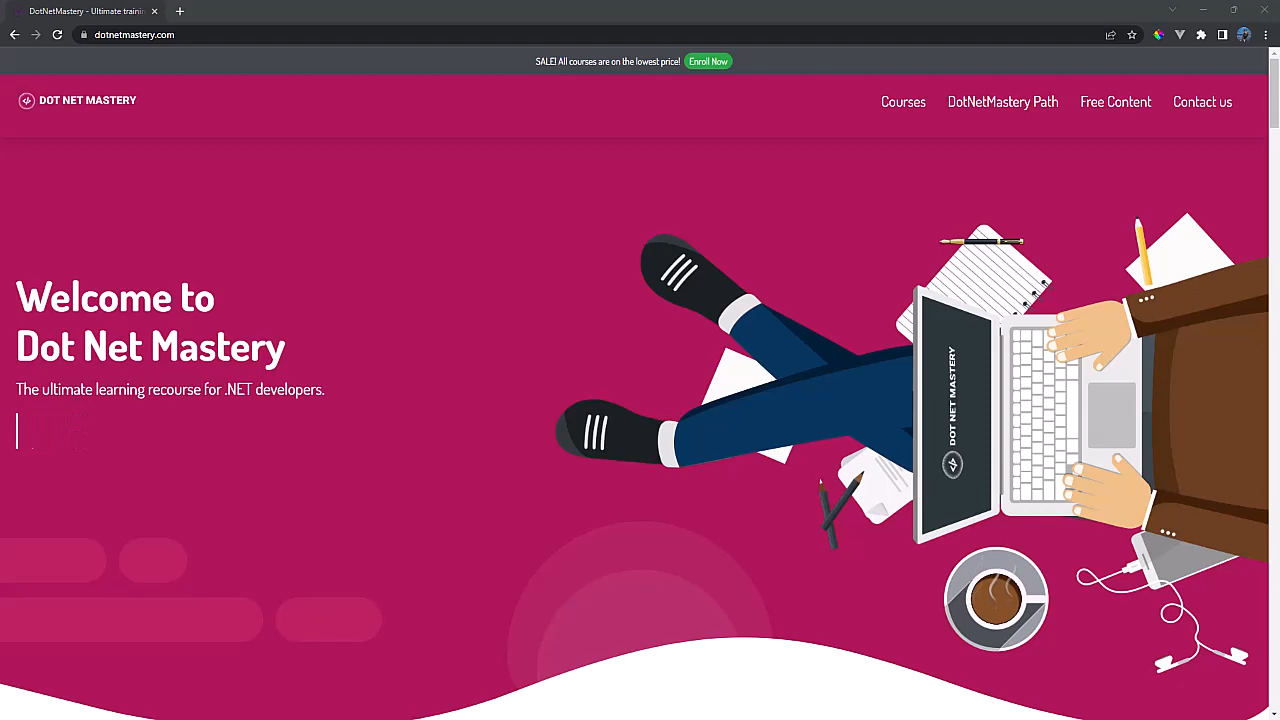 DotNetMastery - Ultimate trainin
dotnetmastery.com
SALE! All courses are on the lowest price! Enroll Now
DOT NET MASTERY
Courses DotNetMastery Path Free Content Contact us
Welcome to
Dot Net Mastery
The ultimate learning recourse for .NET developers.
DOT NET MASTERY